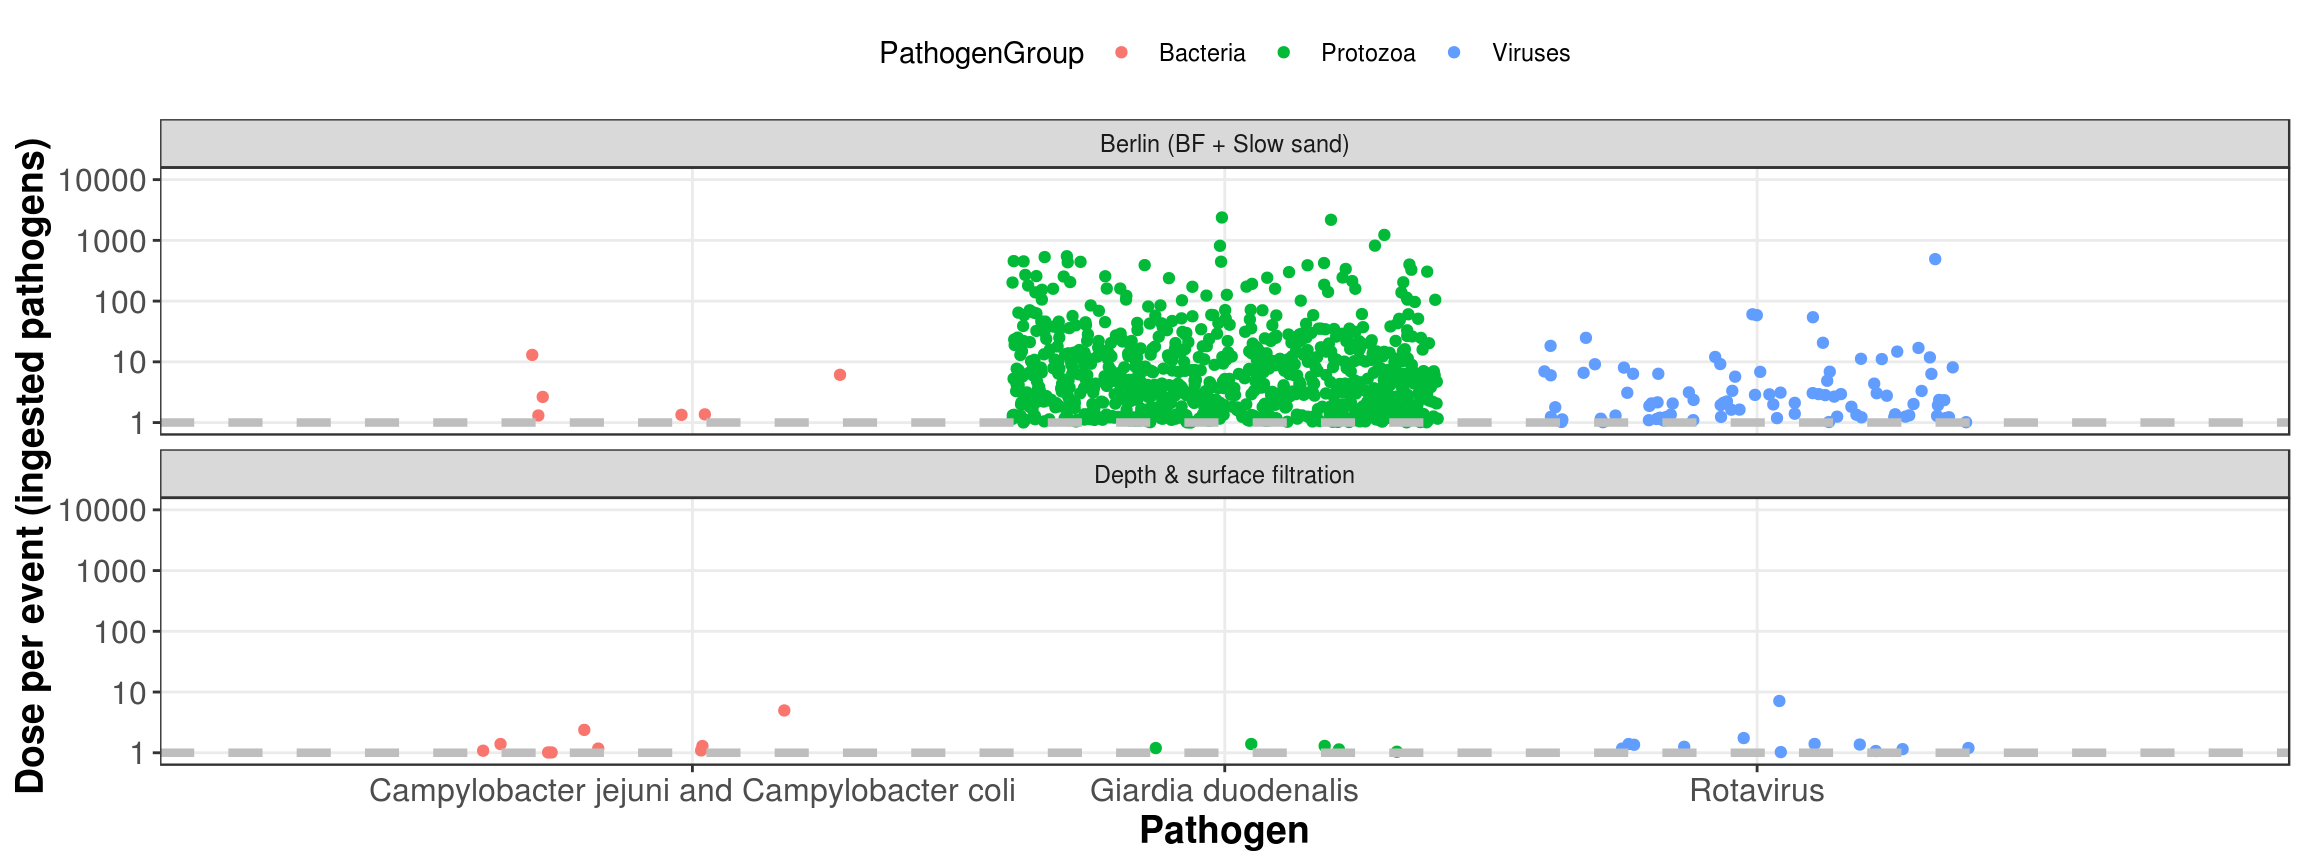 PathogenGroup Bacteria Protozoa Viruses
Dose per event (ingested pathogens)
Berlin (BF + Slow sand)
10000
1000
100
10
1
Depth & surface filtration
10000
1000
100
10
1
Campylobacter jejuni and Campylobacter coli Giardia duodenalis Rotavirus
Pathogen